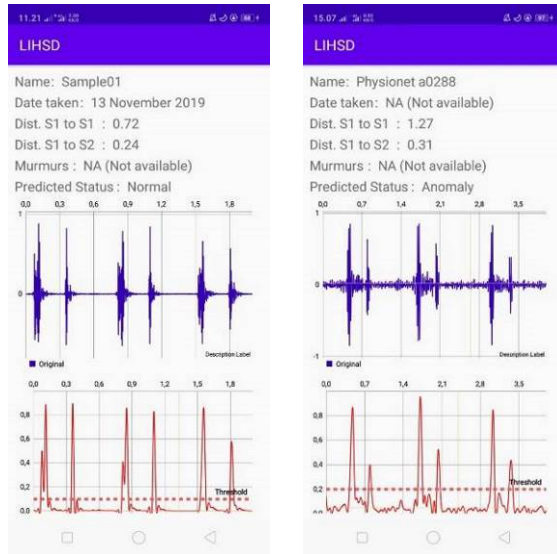 11.21
LIHSD
Name: Sample01
Date taken: 13 November 2019
Dist. S1 to S1 : 0.72
Dist. S1 to S2 : 0.24
Murmurs : NA (Not available)
Predicted Status : Normal
0,0 0,3 0,6 0,9 1,2 1,5 1,8
1
0
Description Label
Original
0,0 0,3 0,6 0,9 1,2 1,5 1,8
0,8
0,6
0,4
0,2
Threshold
0,0
15.07
LIHSD
Name: Physionet a0288
Date taken: NA (Not available)
Dist. S1 to S1 : 1.27
Dist. S1 to S2 : 0.31
Murmurs : NA (Not available)
Predicted Status : Anomaly
0,0 0,7 1,4 2,1 2,8 3,5
1
0
-1
Description Label
Original
0,0 0,7 1,4 2,1 2,8 3,5
0,8
0,6
0,4
Threshold
0,2
0,0